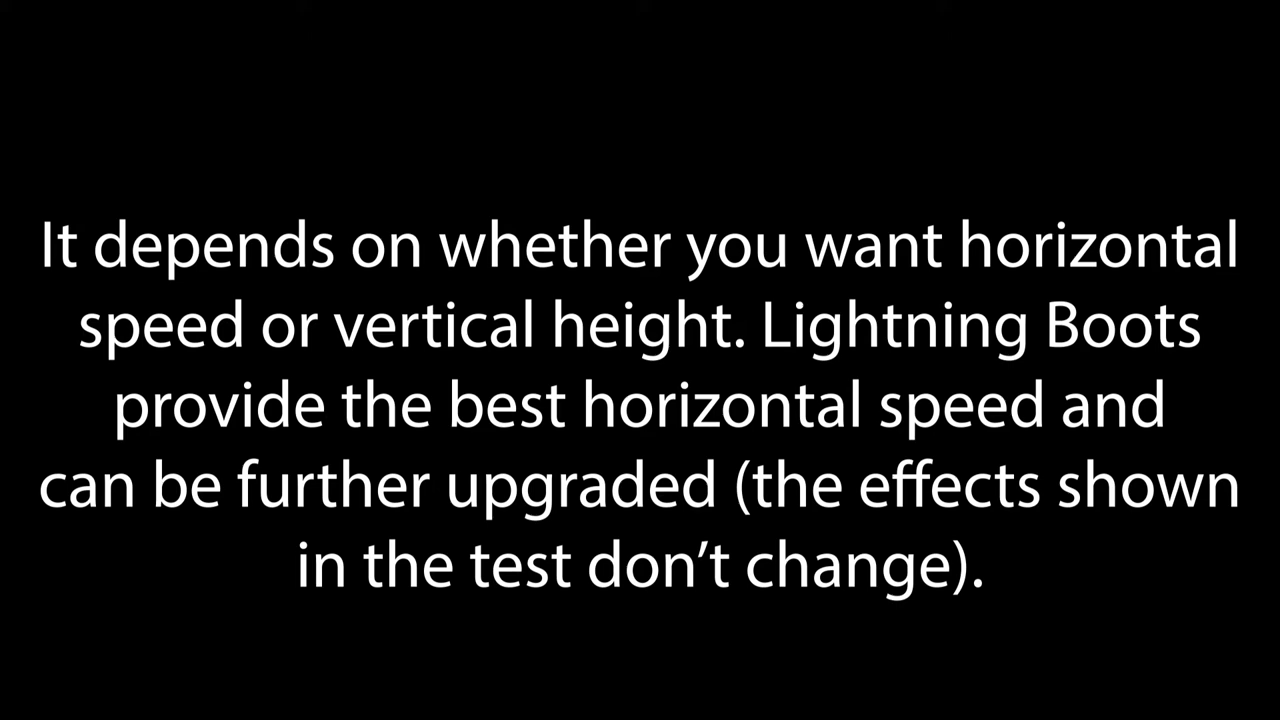 It depends on whether you want horizontal
speed or vertical height. Lightning Boots
provide the best horizontal speed and
can be further upgraded (the effects shown
in the test don’t change).